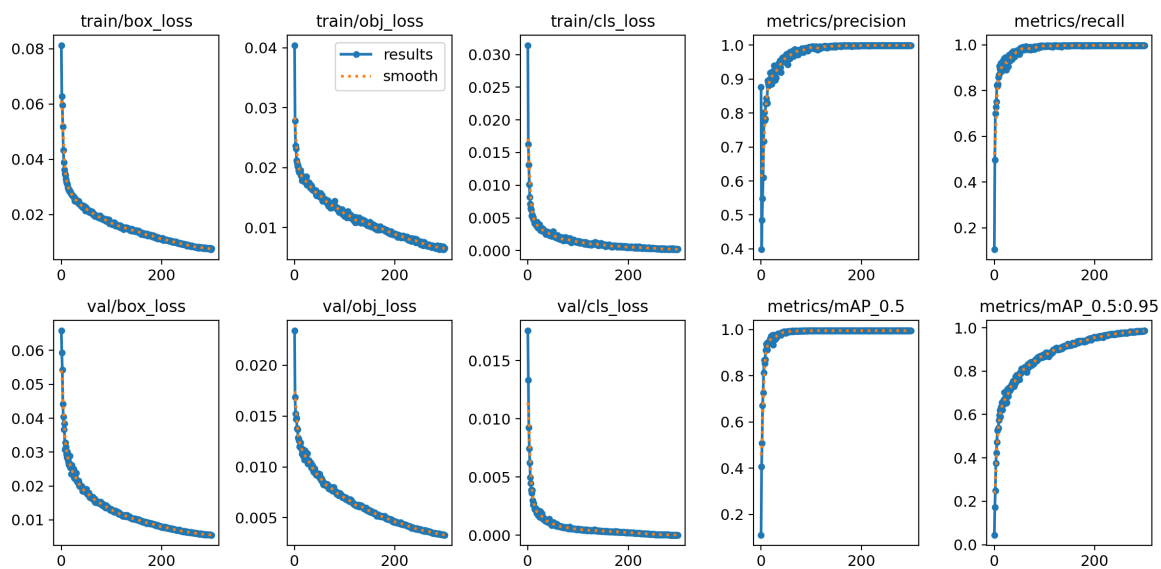 train/box_loss train/obj_loss train/cls_loss metrics/precision metrics/recall
0.08 0.06 0.04 0.02
0 200
0.04 0.03 0.02 0.01
results
smooth
0 200
0.030 0.025 0.020 0.015 0.010 0.005 0.000
0 200
1.0 0.9 0.8 0.7 0.6 0.5 0.4
0 200
1.0 0.8 0.6 0.4 0.2
0 200
val/box_loss val/obj_loss val/cls_loss metrics/mAP_0.5 metrics/mAP_0.5:0.95
0.06 0.05 0.04 0.03 0.02 0.01
0 200
0.020 0.015 0.010 0.005
0 200
0.015 0.010 0.005 0.000
0 200
1.0 0.8 0.6 0.4 0.2
0 200
1.0 0.8 0.6 0.4 0.2 0.0
0 200